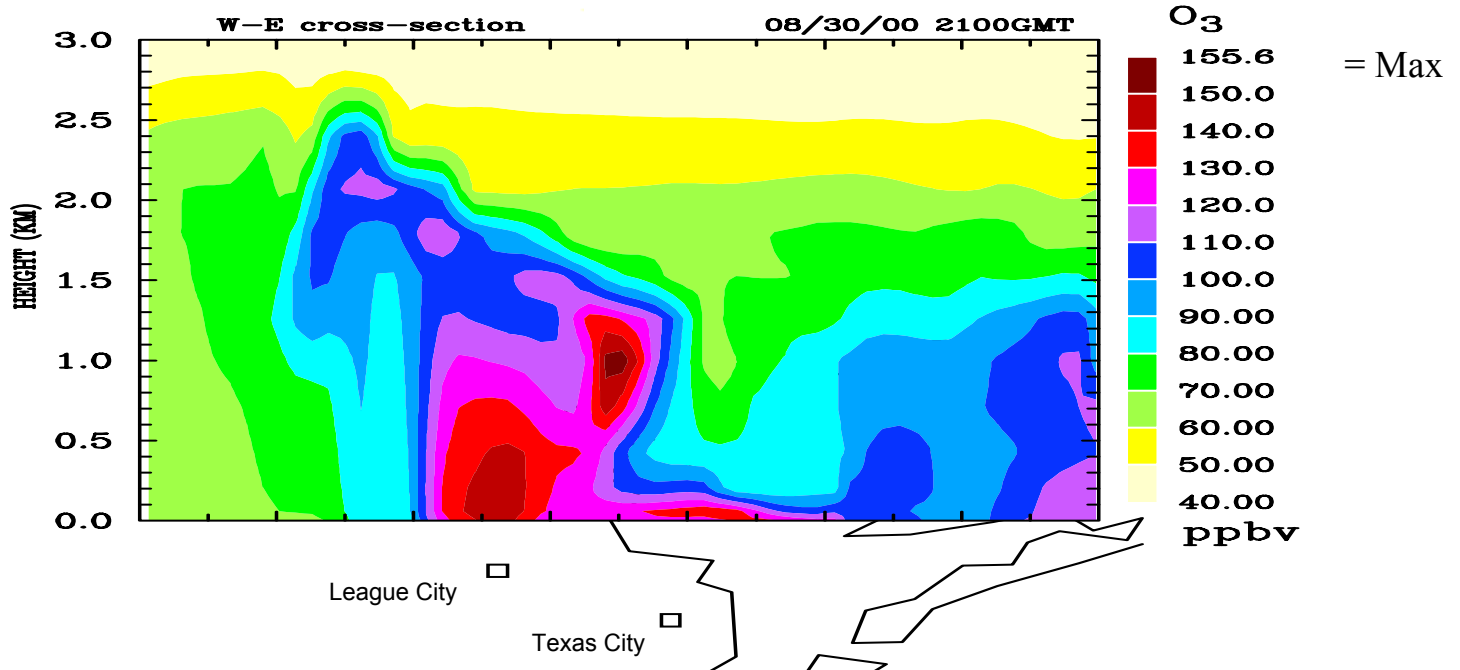 W-E cross-section
08/30/00 2100GMT
O3
= Max
HEIGHT (KM)
3.0
2.5
2.0
1.5
1.0
0.5
0.0
155.6
150.0
140.0
130.0
120.0
110.0
100.0
90.00
80.00
70.00
60.00
50.00
40.00
ppbv
League City
Texas City